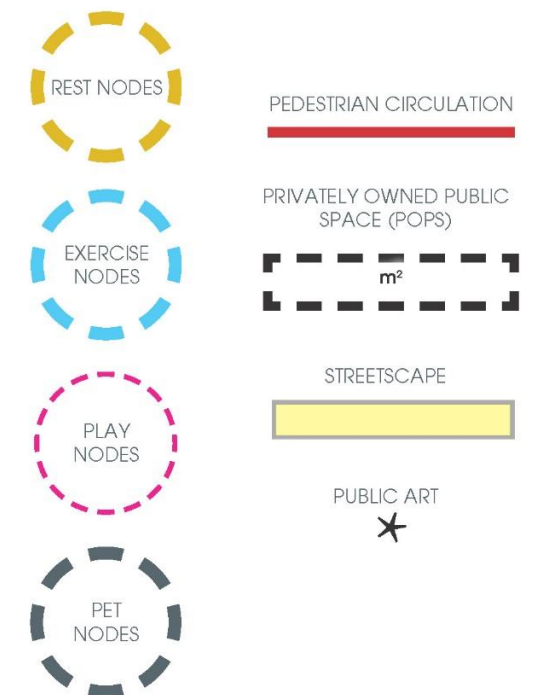 REST NODES
EXERCISE
NODES
PLAY
NODES
PET
NODES
PEDESTRIAN CIRCULATION
PRIVATELY OWNED PUBLIC
SPACE (POPS)
m²
STREETSCAPE
PUBLIC ART